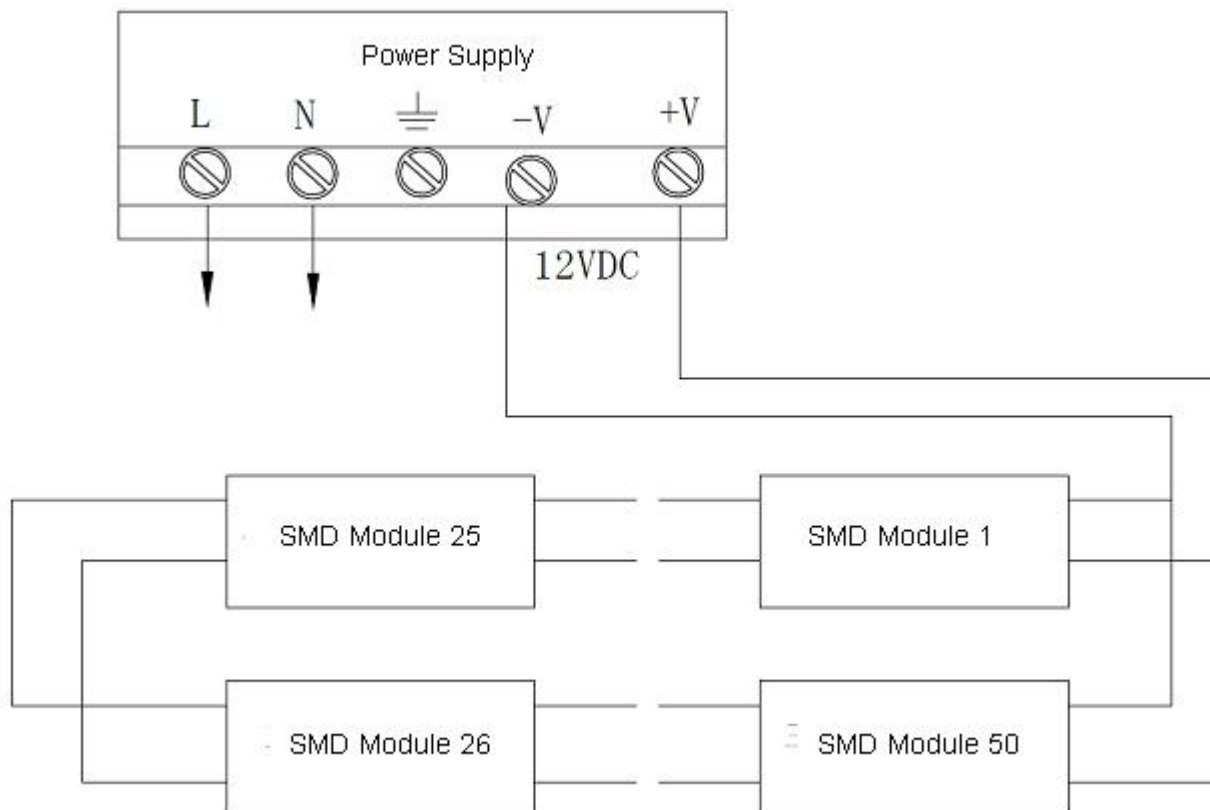 Power Supply
L N -V +V
12VDC
SMD Module 25 SMD Module 1
SMD Module 26 SMD Module 50